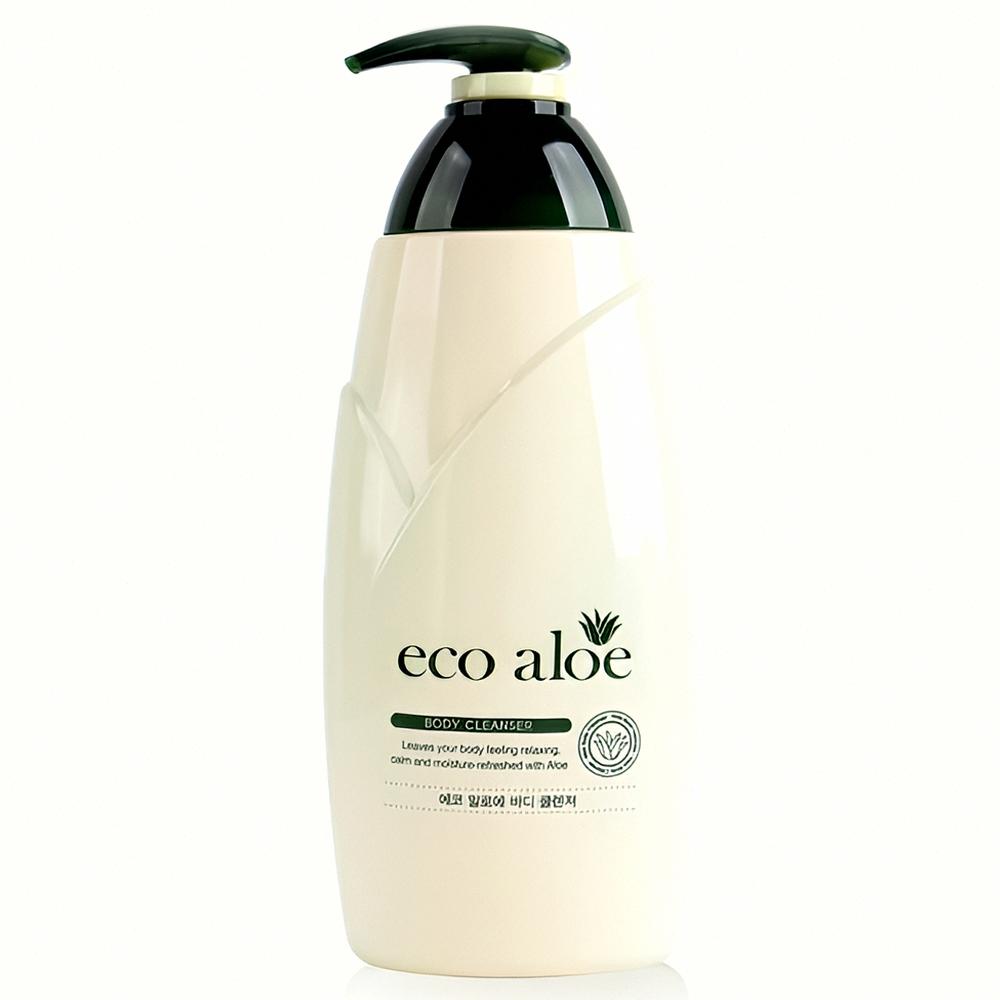 eco aloe
BODY CLEANSER
Leaves your body feeling relaxing,
calm and moisture refreshed with Aloe
에코 알로에 바디 클렌저